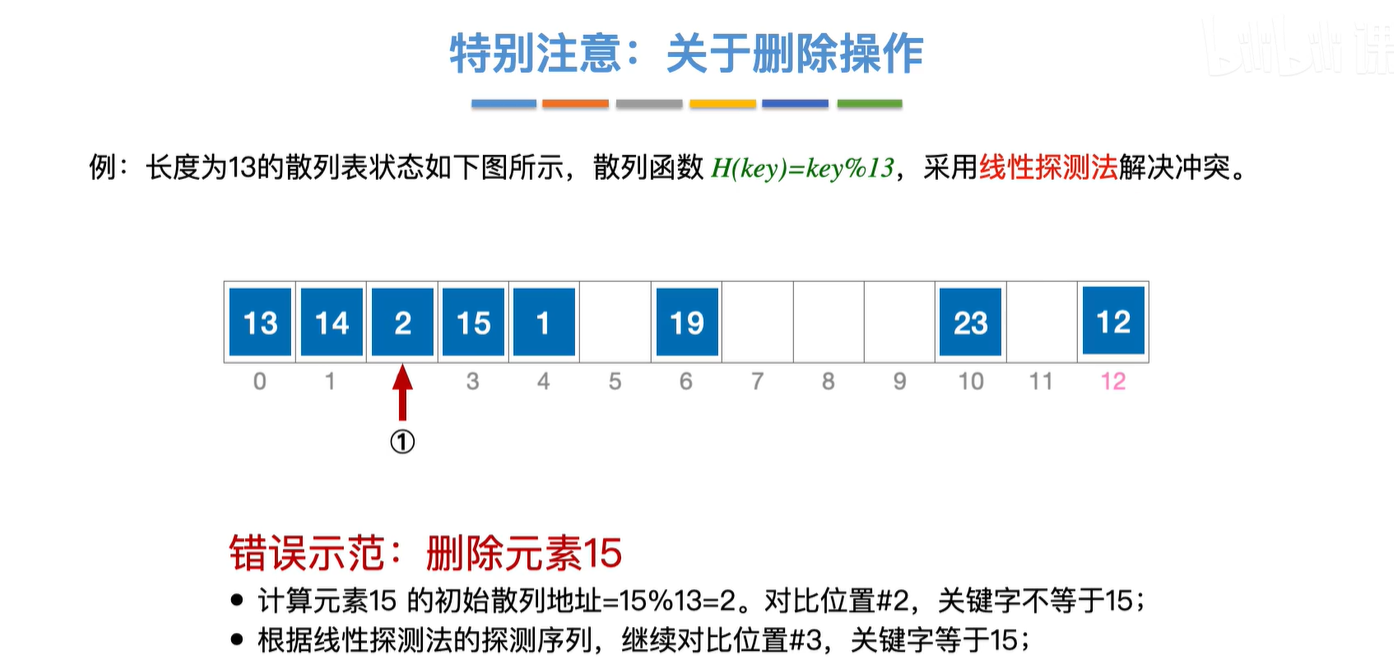 特别注意：关于删除操作
bilibili 课
例：长度为13的散列表状态如下图所示，散列函数 H(key)=key%13，采用线性探测法解决冲突。
13 14 2 15 1 19 23 12
0 1 3 4 5 6 7 8 9 10 11 12
①
错误示范：删除元素15
● 计算元素15 的初始散列地址=15%13=2。对比位置#2，关键字不等于15；
● 根据线性探测法的探测序列，继续对比位置#3，关键字等于15；